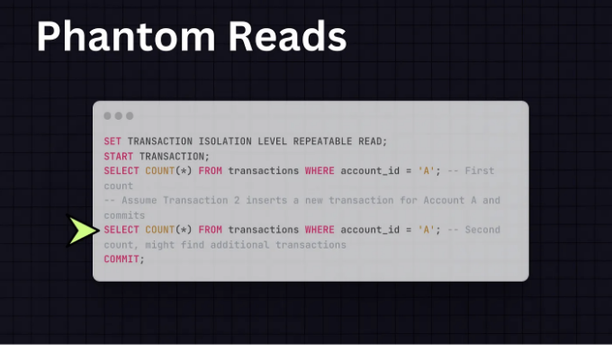 Phantom Reads
SET TRANSACTION ISOLATION LEVEL REPEATABLE READ;
START TRANSACTION;
SELECT COUNT(*) FROM transactions WHERE account_id = 'A'; -- First
count
-- Assume Transaction 2 inserts a new transaction for Account A and
commits
SELECT COUNT(*) FROM transactions WHERE account_id = 'A'; -- Second
count, might find additional transactions
COMMIT;